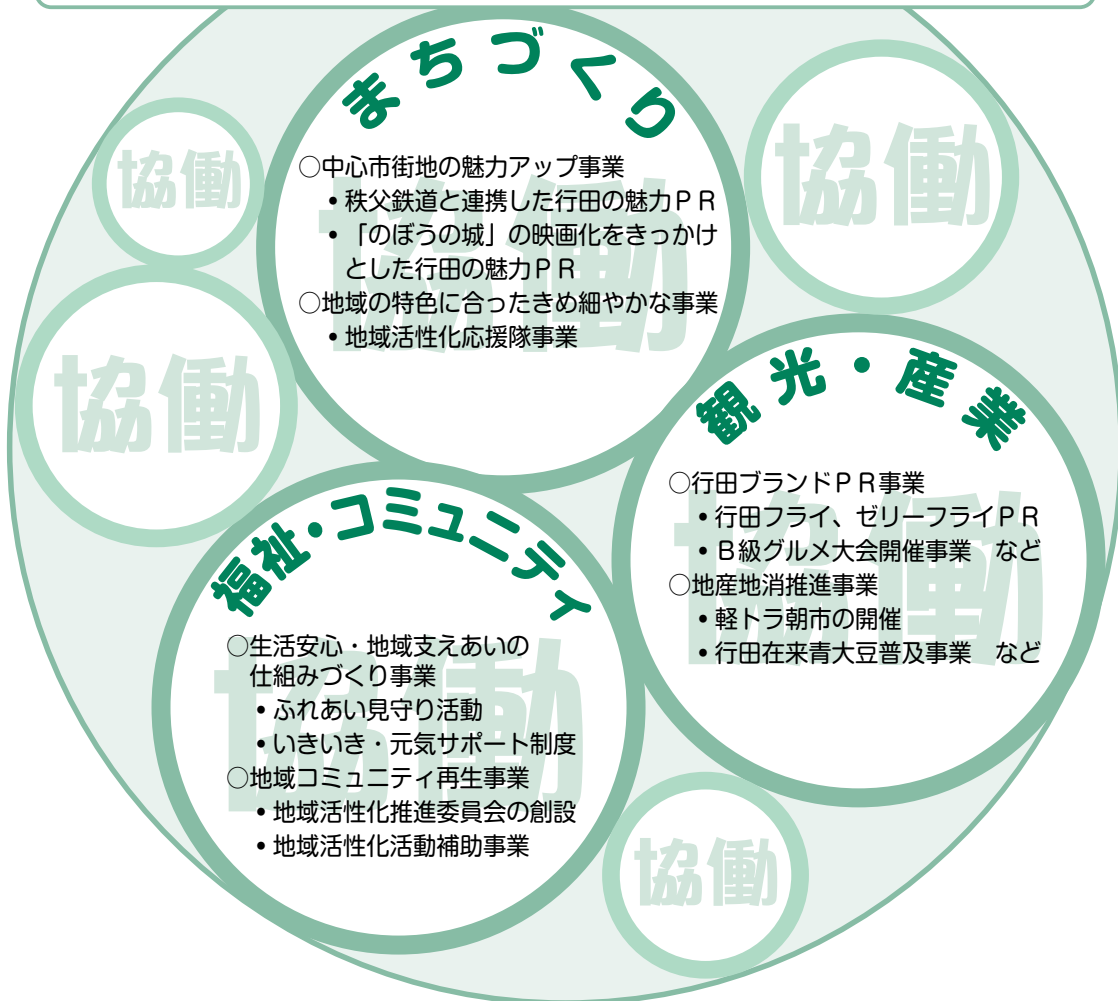 まちづくり
協働
○中心市街地の魅力アップ事業
•秩父鉄道と連携した行田の魅力ＰＲ
•「のぼうの城」の映画化をきっかけ
とした行田の魅力ＰＲ
○地域の特色に合ったきめ細やかな事業
•地域活性化応援隊事業
協働
協働
協働
観光・産業
協働
○行田ブランドＰＲ事業
•行田フライ、ゼリーフライＰＲ
•Ｂ級グルメ大会開催事業　など
○地産地消推進事業
•軽トラ朝市の開催
•行田在来青大豆普及事業　など
福祉・コミュニティ
協働
○生活安心・地域支えあいの
仕組みづくり事業
•ふれあい見守り活動
•いきいき・元気サポート制度
○地域コミュニティ再生事業
•地域活性化推進委員会の創設
•地域活性化活動補助事業
協働